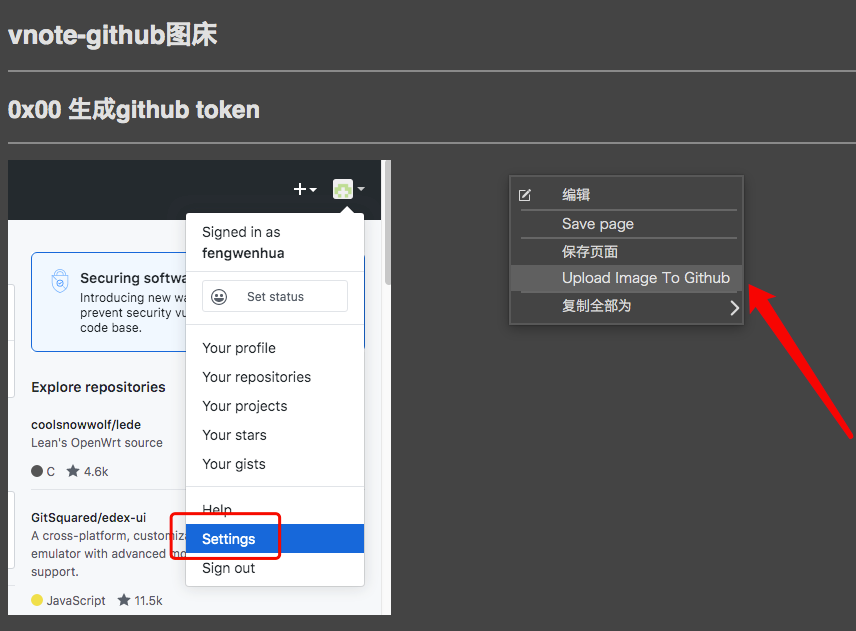 vnote-github图床
0x00 生成github token
Signed in as
fengwenhua
Set status
Securing softwa
Introducing new wa
prevent security vu
code base.
Your profile
Your repositories
Your projects
Your stars
Your gists
Explore repositories
coolsnowwolf/lede
Lean's OpenWrt source
C 4.6k
GitSquared/edex-ui
A cross-platform, customiza
emulator with advanced mo
support.
JavaScript 11.5k
Help
Settings
Sign out
编辑
Save page
保存页面
Upload Image To Github
复制全部为